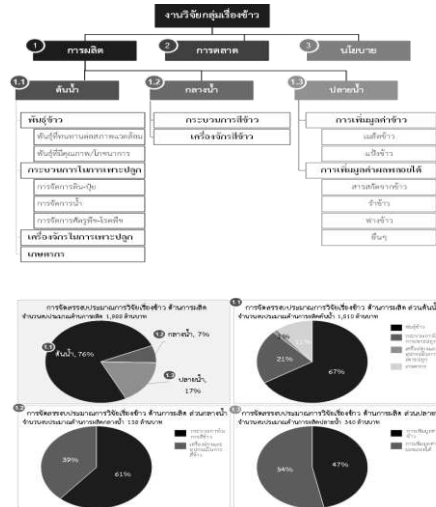 งานวิจัยกลุ่มเรื่องข้าว
1 การผลิต
2 การตลาด
3 นโยบาย
1.1 ต้นน้ำ
1.2 กลางน้ำ
1.3 ปลายน้ำ
พันธุ์ข้าว
พันธุ์ที่ทนทานต่อสภาพแวดล้อม
พันธุ์ที่มีคุณภาพ/โภชนาการ
กระบวนการในการเพาะปลูก
การจัดการดิน-ปุ๋ย
การจัดการน้ำ
การจัดการศัตรูพืช-โรคพืช
เครื่องจักรในการเพาะปลูก
เกษตรกร
กระบวนการสีข้าว
เครื่องจักรสีข้าว
การเพิ่มมูลค่าข้าว
เมล็ดข้าว
แป้งข้าว
การเพิ่มมูลค่าผลพลอยได้
สารสกัดจากข้าว
รำข้าว
ฟางข้าว
อื่นๆ
การจัดสรรงบประมาณการวิจัยเรื่องข้าว ด้านการผลิต
1.1 ต้นน้ำ, 76%
1.2 กลางน้ำ, 7%
1.3 ปลายน้ำ, 17%
1.1
การจัดสรรงบประมาณการวิจัยข้าว ด้านการผลิต ส่วนต้นน้ำ
67%
21%
พันธุ์ข้าว
เกษตรกร
1.2
การจัดสรรงบประมาณการวิจัยข้าว ด้านการผลิต ส่วนกลางน้ำ
39%
61%
การจัดสรรงบประมาณการวิจัยข้าว ด้านการผลิต ส่วนปลายน้ำ
47%